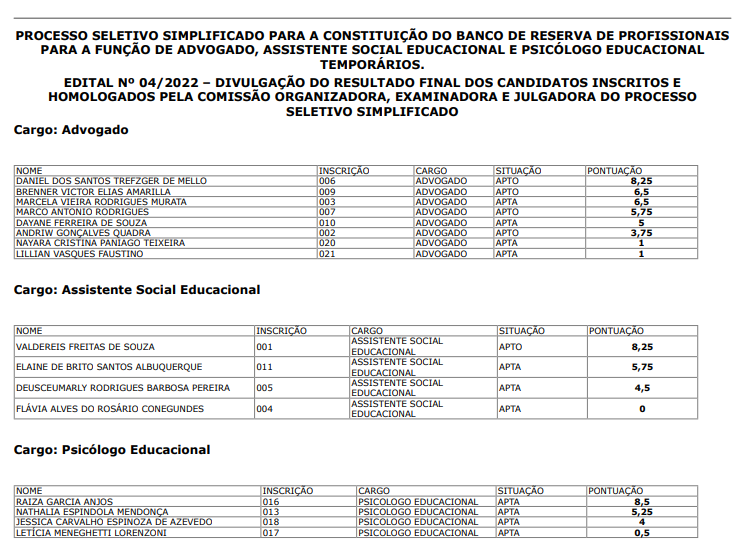 PROCESSO SELETIVO SIMPLIFICADO PARA A CONSTITUIÇÃO DO BANCO DE RESERVA DE PROFISSIONAIS
PARA A FUNÇÃO DE ADVOGADO, ASSISTENTE SOCIAL EDUCACIONAL E PSICÓLOGO EDUCACIONAL
TEMPORÁRIOS.
EDITAL Nº 04/2022 – DIVULGAÇÃO DO RESULTADO FINAL DOS CANDIDATOS INSCRITOS E
HOMOLOGADOS PELA COMISSÃO ORGANIZADORA, EXAMINADORA E JULGADORA DO PROCESSO
SELETIVO SIMPLIFICADO
Cargo: Advogado
NOME INSCRIÇÃO CARGO SITUAÇÃO PONTUAÇÃO
DANIEL DOS SANTOS TREFZGER DE MELLO 006 ADVOGADO APTO 8,25
BRENNER VICTOR ELIAS AMARILLA 009 ADVOGADO APTO 6,5
MARCELA VIEIRA RODRIGUES MURATA 003 ADVOGADO APTA 6,5
MARCO ANTONIO RODRIGUES 007 ADVOGADO APTO 5,75
DAYANE FERREIRA DE SOUZA 010 ADVOGADO APTA 5
ANDRIW GONÇALVES QUADRA 002 ADVOGADO APTO 3,75
NAYARA CRISTINA PANIAGO TEIXEIRA 020 ADVOGADO APTA 1
LILLIAN VASQUES FAUSTINO 021 ADVOGADO APTA 1
Cargo: Assistente Social Educacional
NOME INSCRIÇÃO CARGO SITUAÇÃO PONTUAÇÃO
VALDEREIS FREITAS DE SOUZA 001 ASSISTENTE SOCIAL EDUCACIONAL APTO 8,25
ELAINE DE BRITO SANTOS ALBUQUERQUE 011 ASSISTENTE SOCIAL EDUCACIONAL APTA 5,75
DEUSCEUMARLY RODRIGUES BARBOSA PEREIRA 005 ASSISTENTE SOCIAL EDUCACIONAL APTA 4,5
FLÁVIA ALVES DO ROSÁRIO CONEGUNDES 004 ASSISTENTE SOCIAL EDUCACIONAL APTA 0
Cargo: Psicólogo Educacional
NOME INSCRIÇÃO CARGO SITUAÇÃO PONTUAÇÃO
RAIZA GARCIA ANJOS 016 PSICOLOGO EDUCACIONAL APTA 8,5
NATHALIA ESPINDOLA MENDONÇA 013 PSICOLOGO EDUCACIONAL APTA 5,25
JESSICA CARVALHO ESPINOZA DE AZEVEDO 018 PSICOLOGO EDUCACIONAL APTA 4
LETÍCIA MENEGHETTI LORENZONI 017 PSICOLOGO EDUCACIONAL APTA 0,5